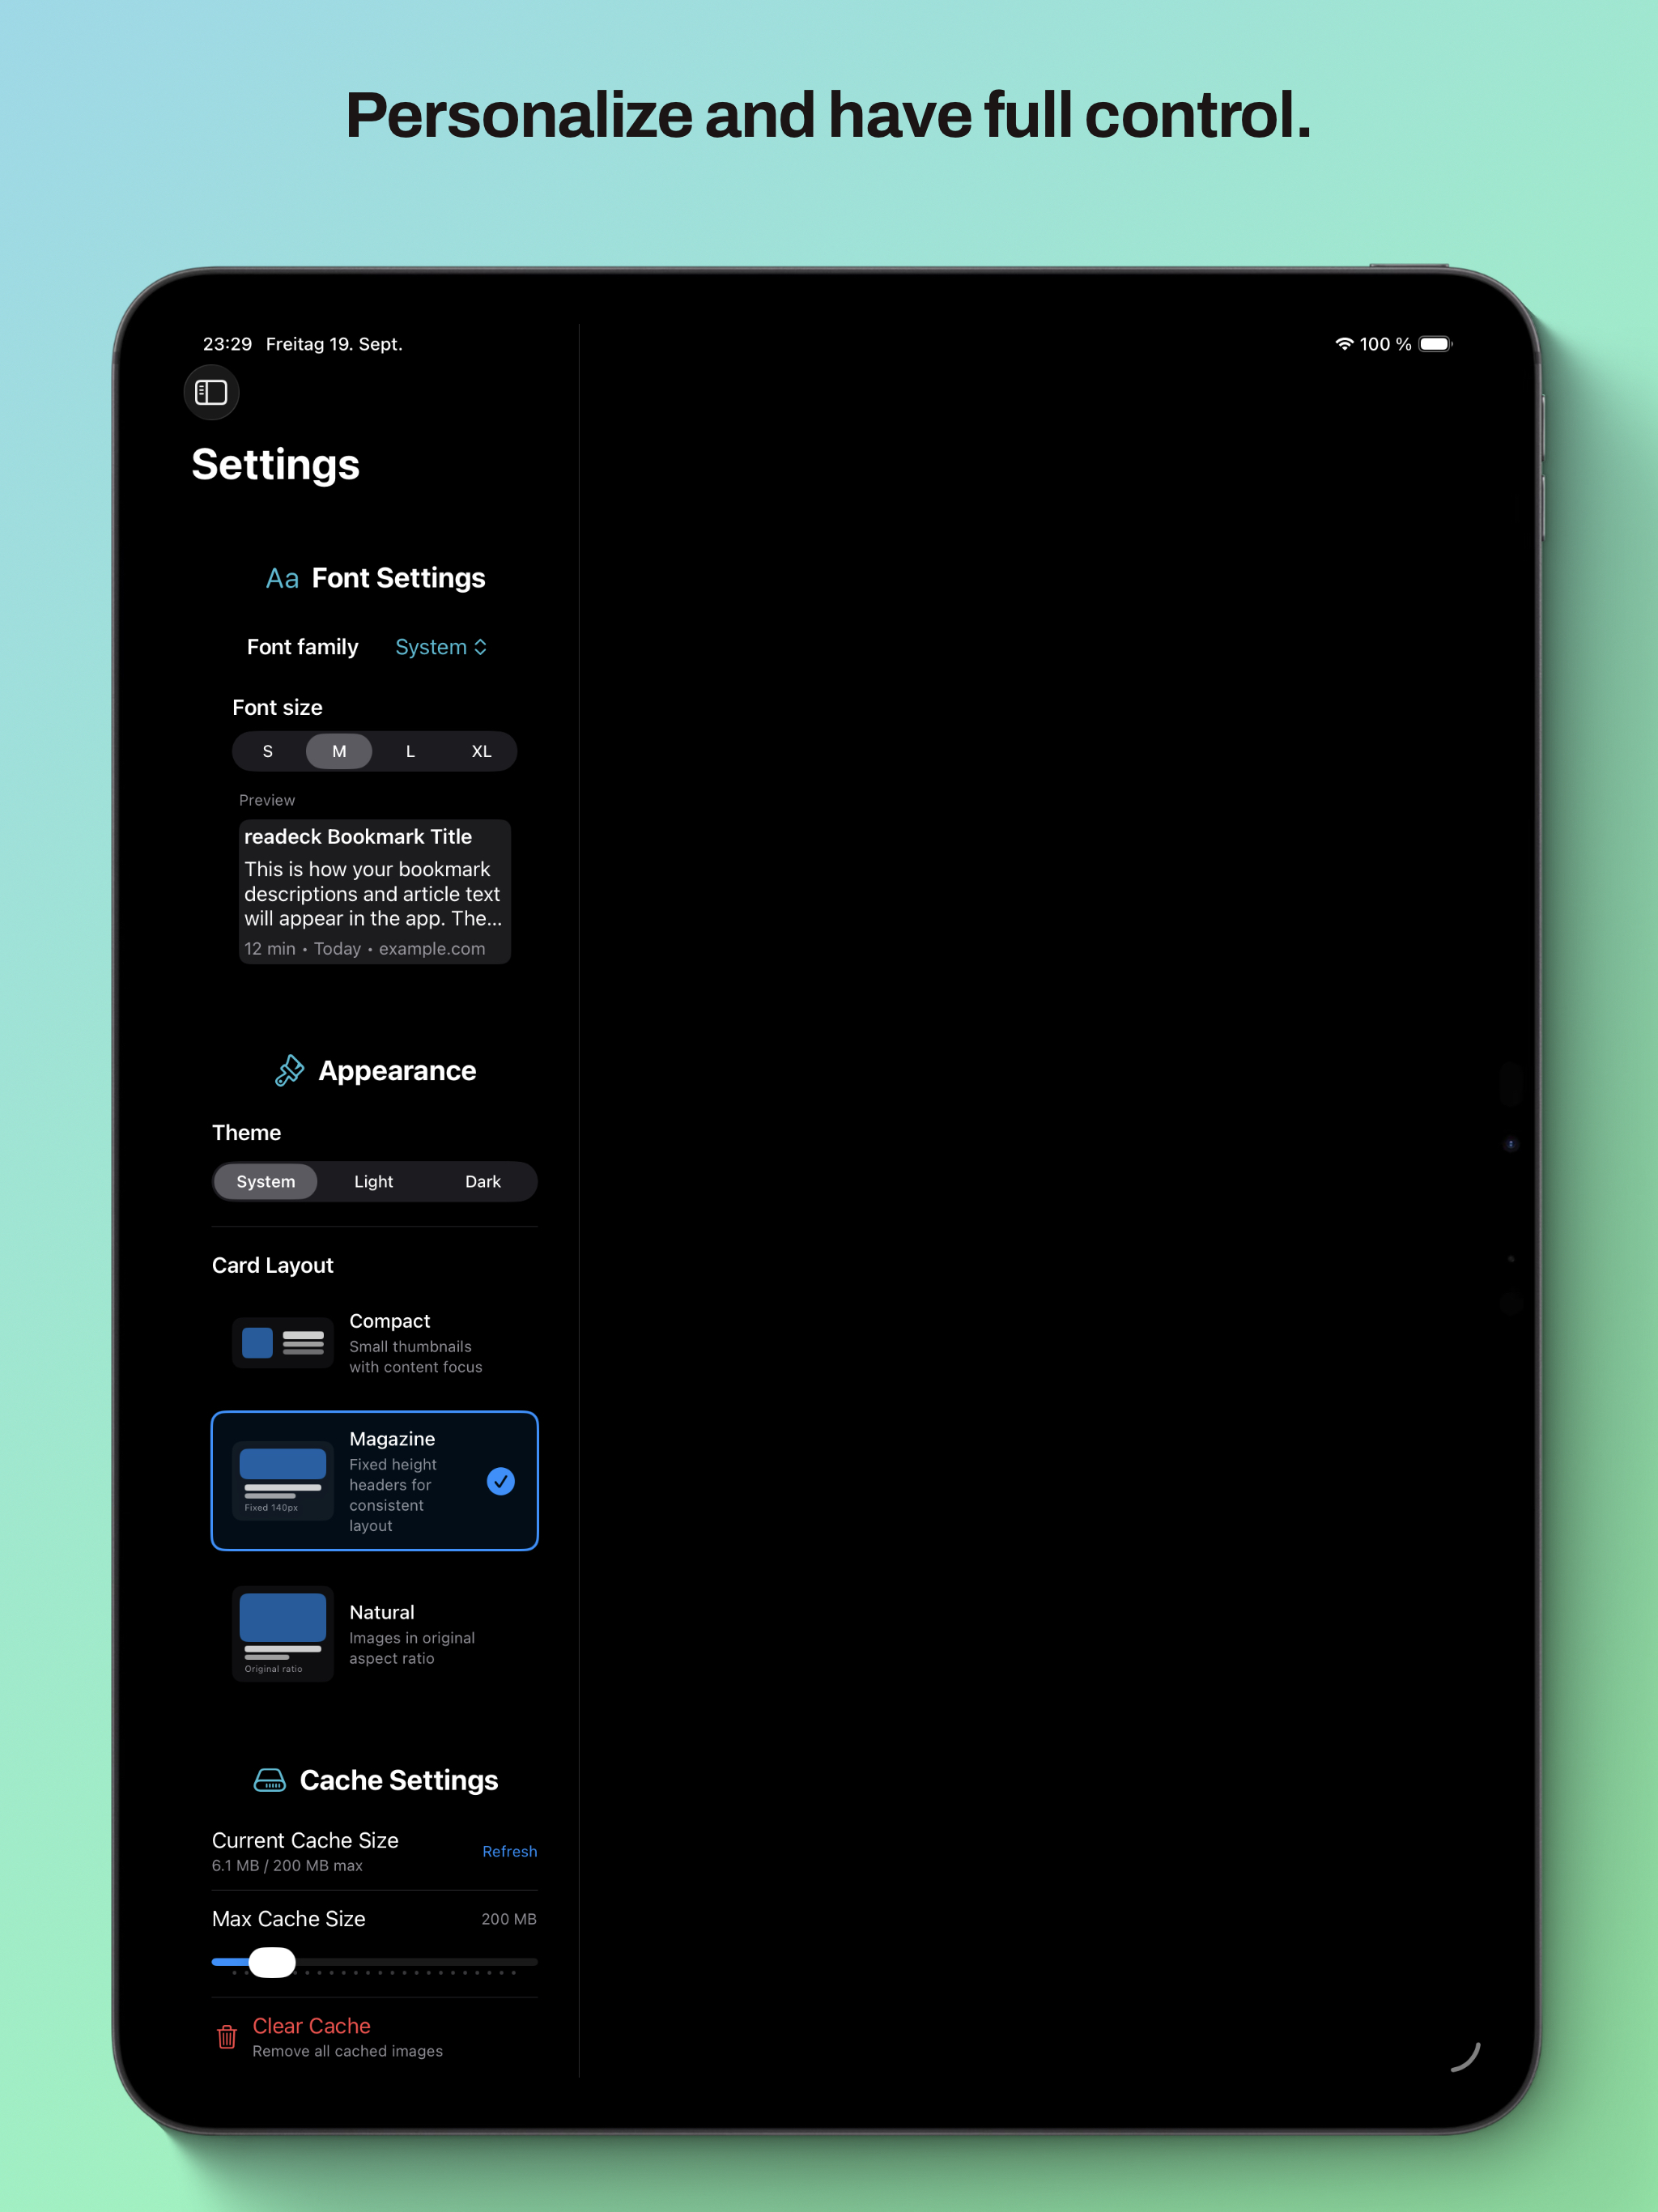 Personalize and have full control.
23:29 Freitag 19. Sept.
100 %
Settings
Aa Font Settings
Font family System
Font size
S M L XL
Preview
readeck Bookmark Title
This is how your bookmark
descriptions and article text
will appear in the app. The...
12 min • Today • example.com
Appearance
Theme
System Light Dark
Card Layout
Compact
Small thumbnails
with content focus
Magazine
Fixed height
headers for
consistent
layout
Fixed 140px
Natural
Images in original
aspect ratio
Original ratio
Cache Settings
Current Cache Size
6.1 MB / 200 MB max
Refresh
Max Cache Size 200 MB
Clear Cache
Remove all cached images